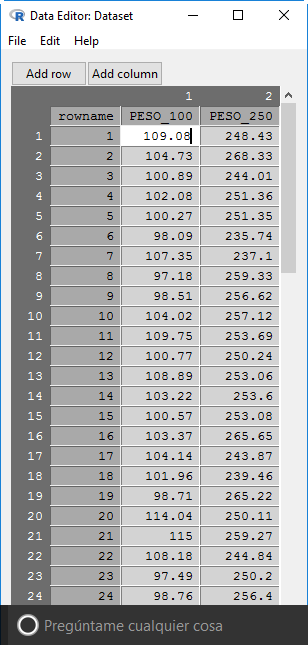 Data Editor: Dataset
File Edit Help
Add row Add column
1 2
rowname PESO_100 PESO_250
1 1 109.08 248.43
2 2 104.73 268.33
3 3 100.89 244.01
4 4 102.08 251.36
5 5 100.27 251.35
6 6 98.09 235.74
7 7 107.35 237.1
8 8 97.18 259.33
9 9 98.51 256.62
10 10 104.02 257.12
11 11 109.75 253.69
12 12 100.77 250.24
13 13 108.89 253.06
14 14 103.22 253.6
15 15 100.57 253.08
16 16 103.37 265.65
17 17 104.14 243.87
18 18 101.96 239.46
19 19 98.71 265.22
20 20 114.04 250.11
21 21 115 259.27
22 22 108.18 244.84
23 23 97.49 250.2
24 24 98.76 256.4
Pregúntame cualquier cosa